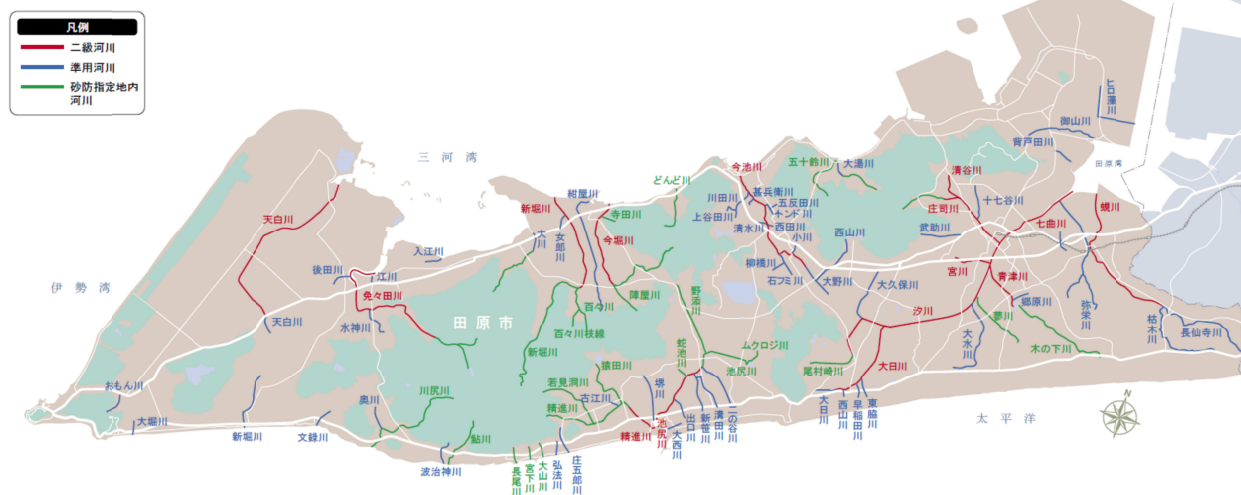 凡例
二級河川
準用河川
砂防指定地内
河川
三 河 湾
伊 勢 湾
太 平 洋
田原湾
田 原 市
N
ヒロ藻川
御山川
背戸田川
五十鈴川
大湯川
今池川
どんど川
清谷川
庄司川
十七谷川
七曲川
蜆川
武助川
宮川
青津川
郷原川
夢川
弥栄川
木の下川
枯木川
長仙寺川
汐川
大水川
大久保川
大日川
西山川
川田川
上谷田川
甚兵衛川
五反田川
トンド川
西田川
清水川
小川
柳橋川
石フミ川
大野川
紺屋川
新堀川
寺田川
女郎川
大川
今堀川
入江川
天白川
後田川
江川
免々田川
水神川
天白川
陣屋川
野添川
百々川
百々川枝線
新堀川
蛇池川
ムクロジ川
池尻川
尾村崎川
猿田川
若見洞川
古江川
精進川
堺川
おもん川
大堀川
新堀川
文録川
奥川
川尻川
鮎川
波治神川
長尾川
宮下川
大山川
弘法川
庄五郎川
精進川
池尻川
大西川
出口川
新笹川
溝田川
二の谷川
大日川
西山川
早稲田川
東脇川